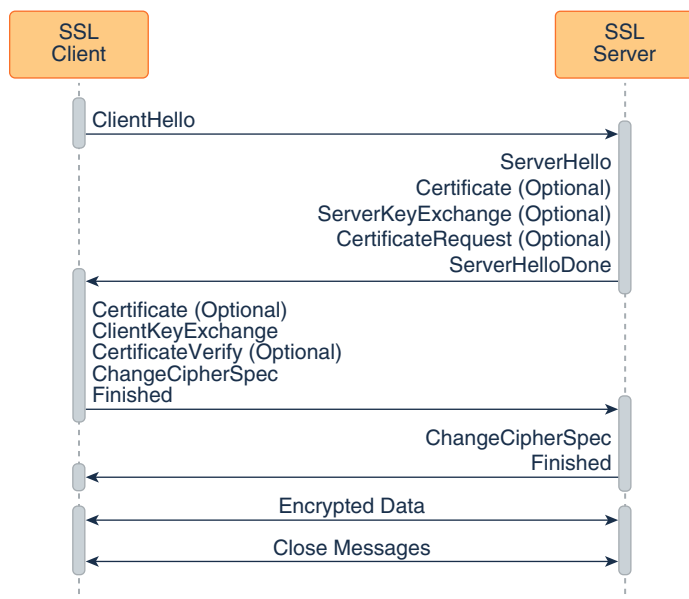 SSL
Client
SSL
Server
ClientHello
ServerHello
Certificate (Optional)
ServerKeyExchange (Optional)
CertificateRequest (Optional)
ServerHelloDone
Certificate (Optional)
ClientKeyExchange
CertificateVerify (Optional)
ChangeCipherSpec
Finished
ChangeCipherSpec
Finished
Encrypted Data
Close Messages